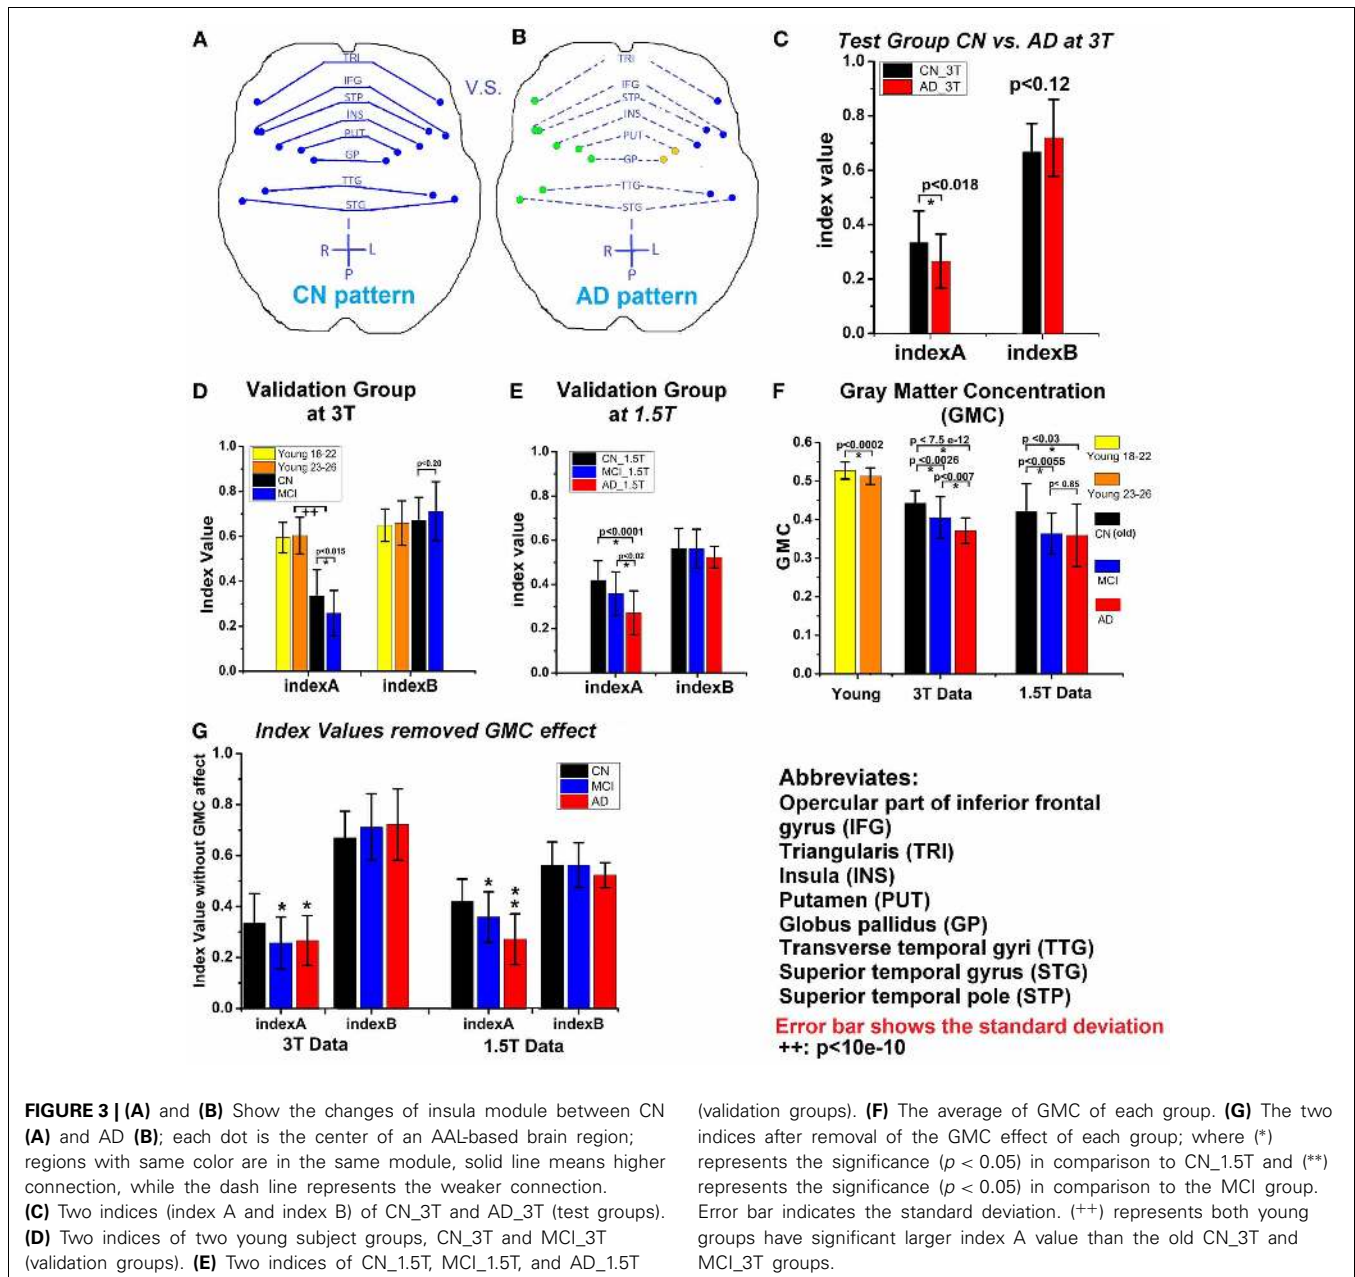 A
TRI
IFG
STP
INS
PUT
GP
TTG
STG
I
R L
P
CN pattern
V.S.
B
TRI
IFG
STP
INS
PUT
GP
TTG
STG
I
R L
P
AD pattern
C Test Group CN vs. AD at 3T
CN_3T
AD_3T
p<0.12
p<0.018
*
index value
1.0
0.8
0.6
0.4
0.2
0.0
indexA indexB
D Validation Group
at 3T
Young 18-22
Young 23-26
CN
MCI
p<0.20
++
p<0.015
*
Index Value
1.0
0.8
0.6
0.4
0.2
0.0
indexA indexB
E Validation Group
at 1.5T
CN_1.5T
MCI_1.5T
AD_1.5T
p<0.0001
*
p<0.02
*
index value
1.0
0.8
0.6
0.4
0.2
0.0
indexA indexB
F Gray Matter Concentration
(GMC)
p<0.0002
*
p < 7.5 e-12
*
p<0.0026
*
p<0.007
*
p <0.03
*
p<0.0055
*
p< 0.85
GMC
0.6
0.5
0.4
0.3
0.2
0.1
0.0
Young 3T Data 1.5T Data
Young 18-22
Young 23-26
CN (old)
MCI
AD
G Index Values removed GMC effect
CN
MCI
AD
Index Value without GMC affect
1.0
0.8
0.6
0.4
0.2
0.0
* * * * *
indexA indexB indexA indexB
3T Data 1.5T Data
Abbreviates:
Opercular part of inferior frontal
gyrus (IFG)
Triangularis (TRI)
Insula (INS)
Putamen (PUT)
Globus pallidus (GP)
Transverse temporal gyri (TTG)
Superior temporal gyrus (STG)
Superior temporal pole (STP)
Error bar shows the standard deviation
++: p<10e-10
FIGURE 3 | (A) and (B) Show the changes of insula module between CN
(A) and AD (B); each dot is the center of an AAL-based brain region;
regions with same color are in the same module, solid line means higher
connection, while the dash line represents the weaker connection.
(C) Two indices (index A and index B) of CN_3T and AD_3T (test groups).
(D) Two indices of two young subject groups, CN_3T and MCI_3T
(validation groups). (E) Two indices of CN_1.5T, MCI_1.5T, and AD_1.5T
(validation groups). (F) The average of GMC of each group. (G) The two
indices after removal of the GMC effect of each group; where (*)
represents the significance (p < 0.05) in comparison to CN_1.5T and (**)
represents the significance (p < 0.05) in comparison to the MCI group.
Error bar indicates the standard deviation. (++) represents both young
groups have significant larger index A value than the old CN_3T and
MCI_3T groups.